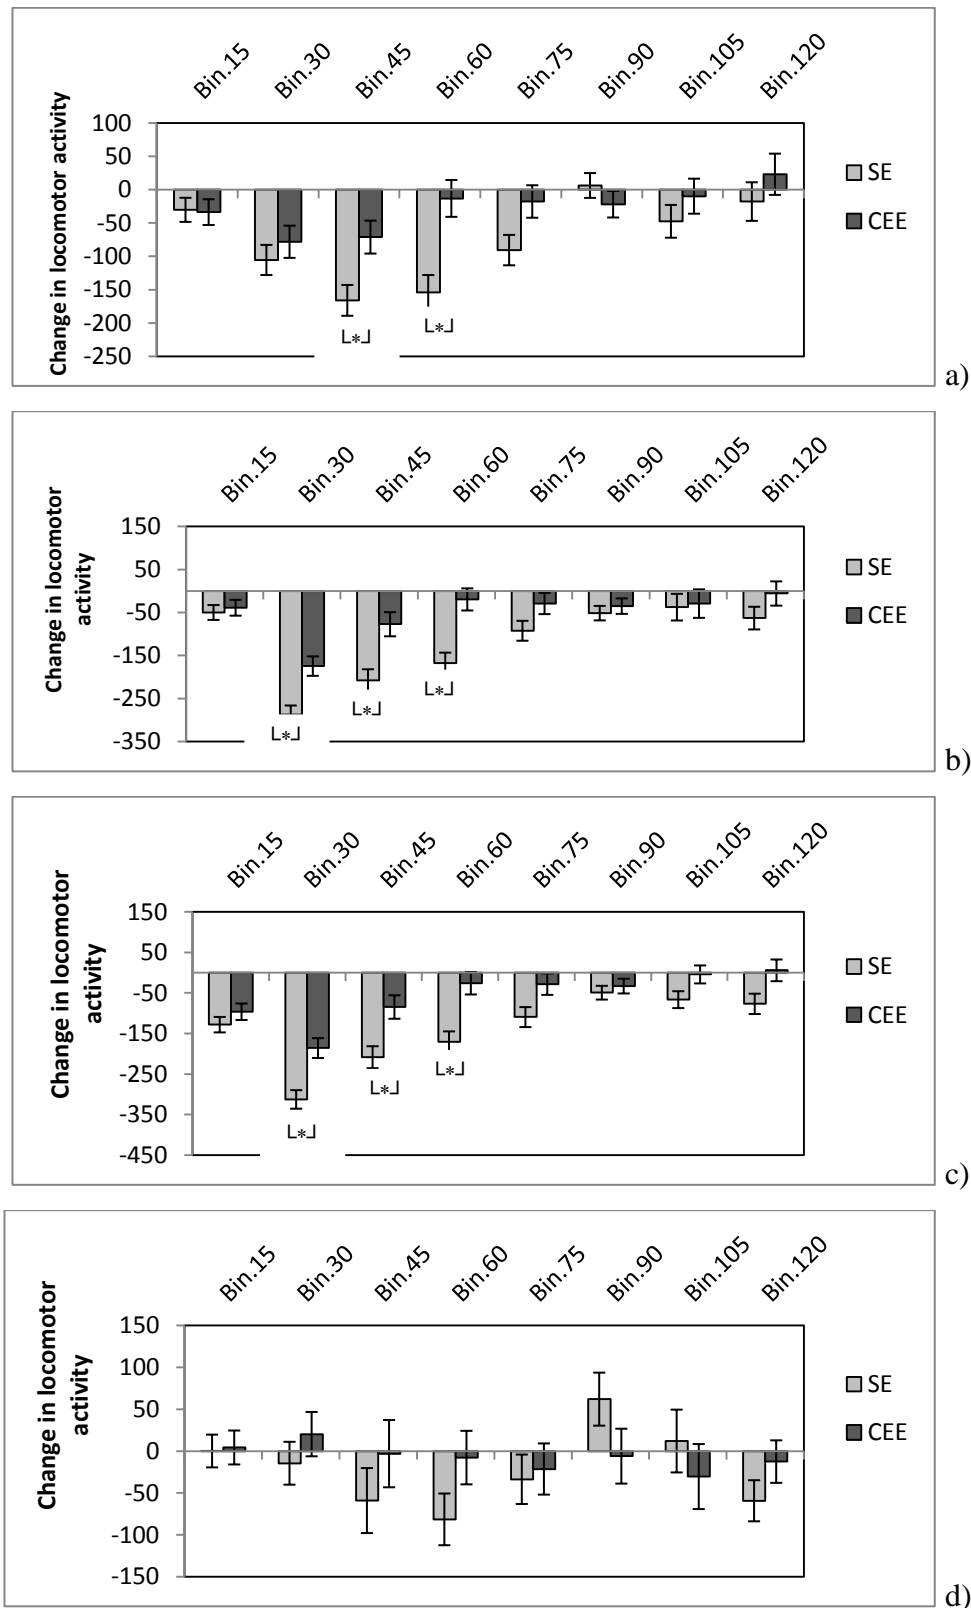 Bin.15 Bin.30 Bin.45 Bin.60 Bin.75 Bin.90 Bin.105 Bin.120
Change in locomotor activity
100
50
0
-50
-100
-150
-200
-250
* *
SE
CEE
a)
Bin.15 Bin.30 Bin.45 Bin.60 Bin.75 Bin.90 Bin.105 Bin.120
Change in locomotor
activity
150
50
-50
-150
-250
-350
* * *
SE
CEE
b)
Bin.15 Bin.30 Bin.45 Bin.60 Bin.75 Bin.90 Bin.105 Bin.120
Change in locomotor
activity
150
50
-50
-150
-250
-350
-450
* * *
SE
CEE
c)
Bin.15 Bin.30 Bin.45 Bin.60 Bin.75 Bin.90 Bin.105 Bin.120
Change in locomotor
activity
150
100
50
0
-50
-100
-150
SE
CEE
d)